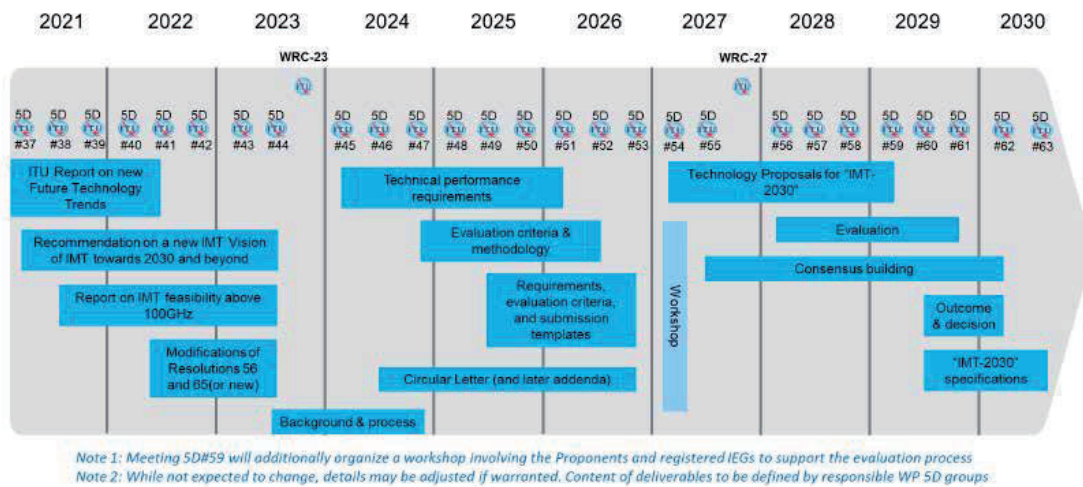 2021 2022 2023 2024 2025 2026 2027 2028 2029 2030
WRC-23 WRC-27
5D 5D 5D 5D 5D 5D 5D 5D 5D 5D 5D 5D 5D 5D 5D 5D 5D 5D 5D 5D 5D 5D 5D 5D 5D 5D 5D
#37 #38 #39 #40 #41 #42 #43 #44 #45 #46 #47 #48 #49 #50 #51 #52 #53 #54 #55 #56 #57 #58 #59 #60 #61 #62 #63
ITU Report on new
Future Technology
Trends
Recommendation on a new IMT Vision
of IMT towards 2030 and beyond
Report on IMT feasibility above
100GHz
Modifications of
Resolutions 56
and 65(or new)
Background & process
Technical performance
requirements
Evaluation criteria &
methodology
Requirements,
evaluation criteria,
and submission
templates
Circular Letter (and later addenda)
Workshop
Technology Proposals for "IMT-
2030"
Evaluation
Consensus building
Outcome
& decision
"IMT-2030"
specifications
Note 1: Meeting 5D#59 will additionally organize a workshop involving the Proponents and registered IEGs to support the evaluation process
Note 2: While not expected to change, details may be adjusted if warranted. Content of deliverables to be defined by responsible WP 5D groups